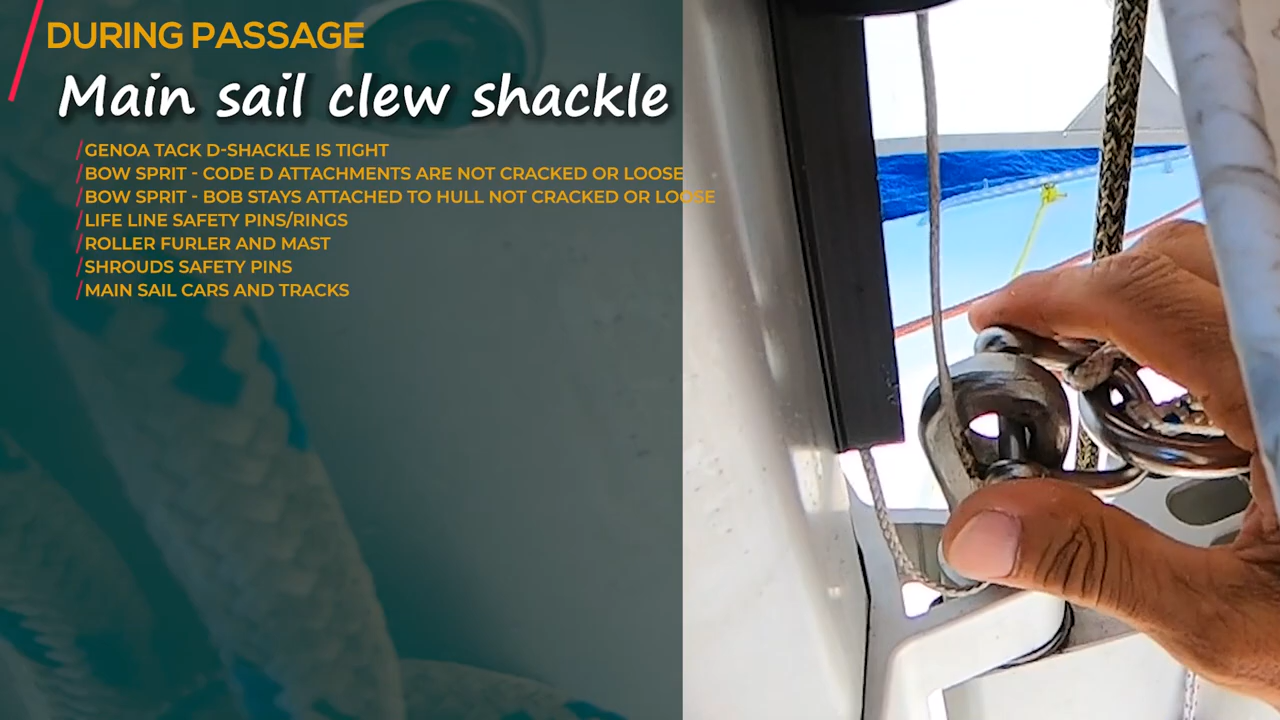 DURING PASSAGE
Main sail clew shackle
/GENOA TACK D-SHACKLE IS TIGHT
/BOW SPRIT - CODE D ATTACHMENTS ARE NOT CRACKED OR LOOSE
/BOW SPRIT - BOB STAYS ATTACHED TO HULL NOT CRACKED OR LOOSE
/LIFE LINE SAFETY PINS/RINGS
/ROLLER FURLER AND MAST
/SHROUDS SAFETY PINS
/MAIN SAIL CARS AND TRACKS